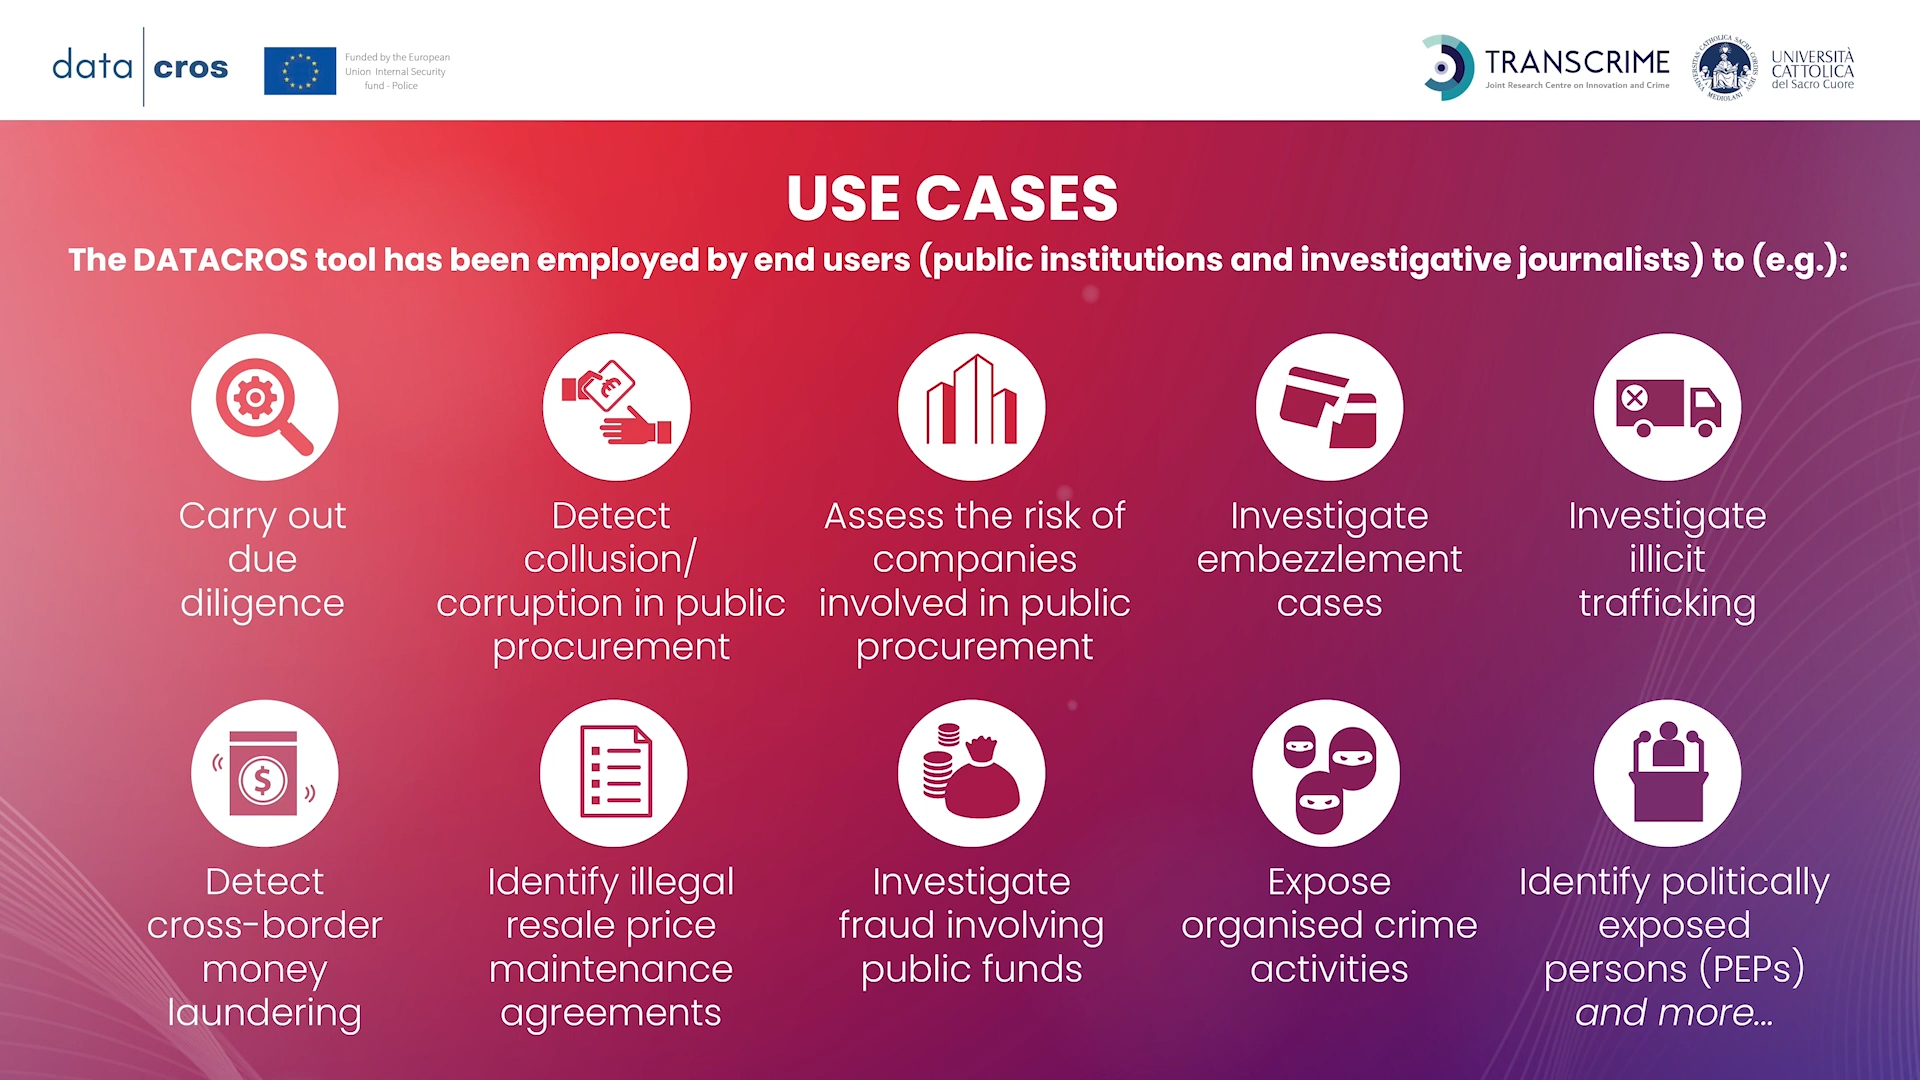 data cros
Funded by the European
Union Internal Security
fund - Police
TRANSCRIME
Joint Research Centre on Innovation and Crime
UNIVERSITÀ
CATTOLICA
del Sacro Cuore
USE CASES
The DATACROS tool has been employed by end users (public institutions and investigative journalists) to (e.g.):
Carry out
due
diligence
Detect
collusion/
corruption in public
procurement
Assess the risk of
companies
involved in public
procurement
Investigate
embezzlement
cases
Investigate
illicit
trafficking
Detect
cross-border
money
laundering
Identify illegal
resale price
maintenance
agreements
Investigate
fraud involving
public funds
Expose
organised crime
activities
Identify politically
exposed
persons (PEPs)
and more...